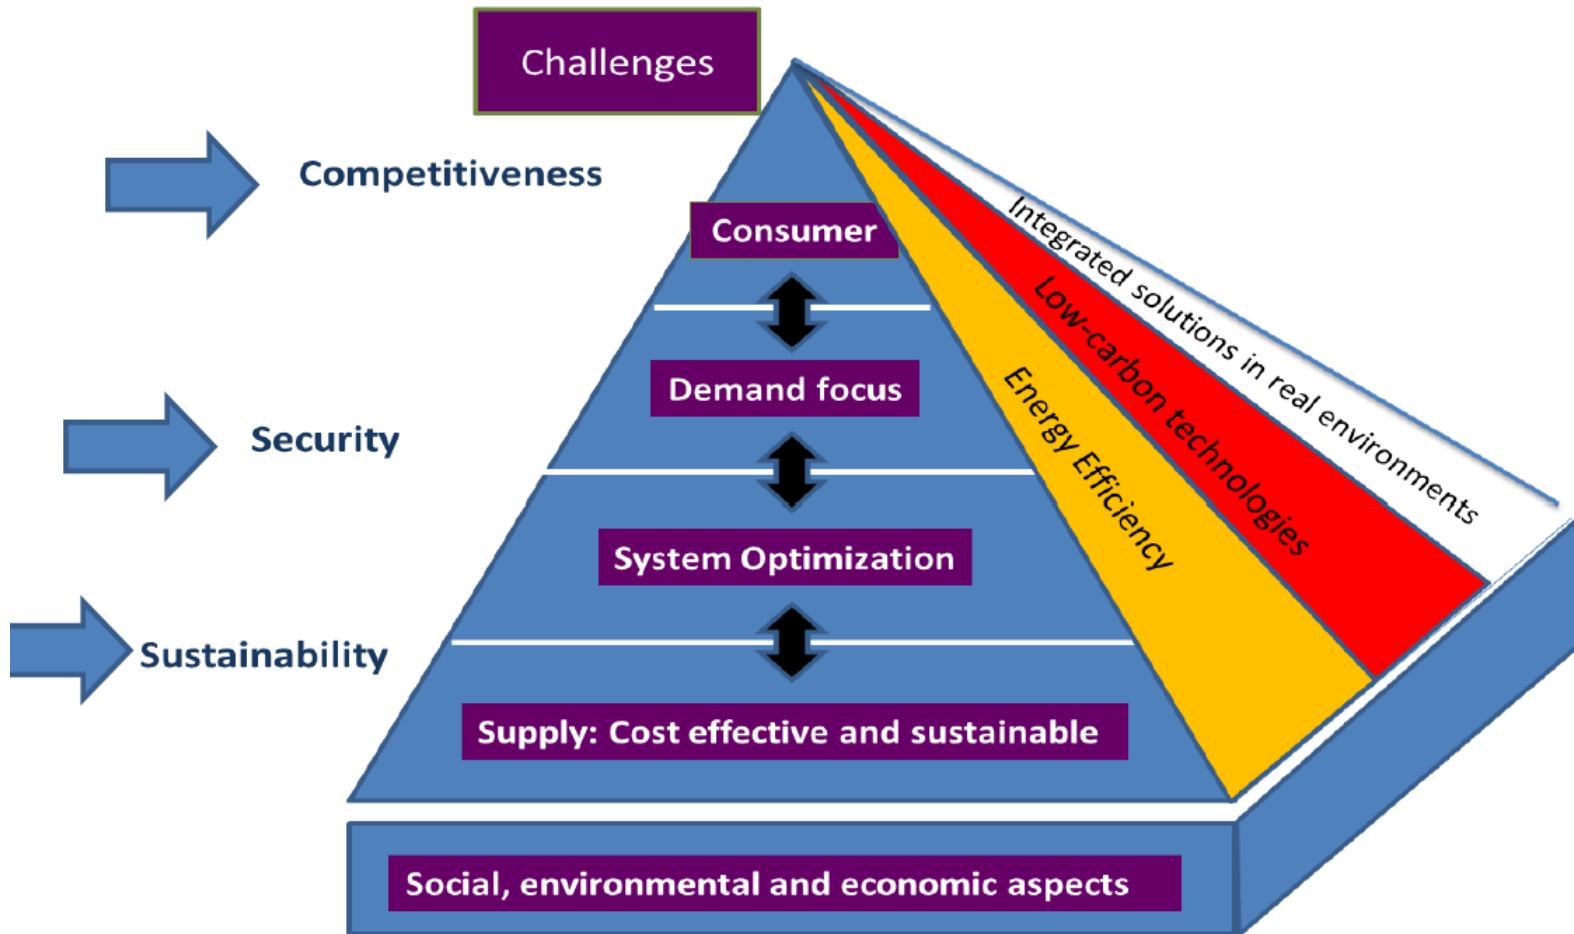 Challenges
Competitiveness
Consumer
Integrated solutions in real environments
Low-carbon technologies
Energy Efficiency
Demand focus
Security
System Optimization
Sustainability
Supply: Cost effective and sustainable
Social, environmental and economic aspects